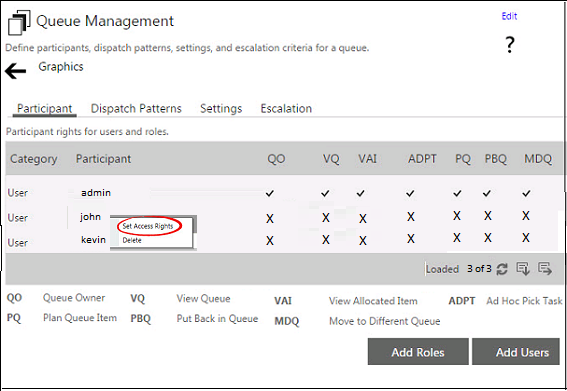 Queue Management
Edit
Define participants, dispatch patterns, settings, and escalation criteria for a queue.
?
Graphics
Participant Dispatch Patterns Settings Escalation
Participant rights for users and roles.
Category Participant QO VQ VAI ADPT PQ PBQ MDQ
User admin ✓ ✓ ✓ ✓ ✓ ✓ ✓
User john X X X X X X X
Set Access Rights
User kevin X X X X X X X
Delete
Loaded 3 of 3
QO Queue Owner VQ View Queue VAI View Allocated Item ADPT Ad Hoc Pick Task
PQ Plan Queue Item PBQ Put Back in Queue MDQ Move to Different Queue
Add Roles Add Users